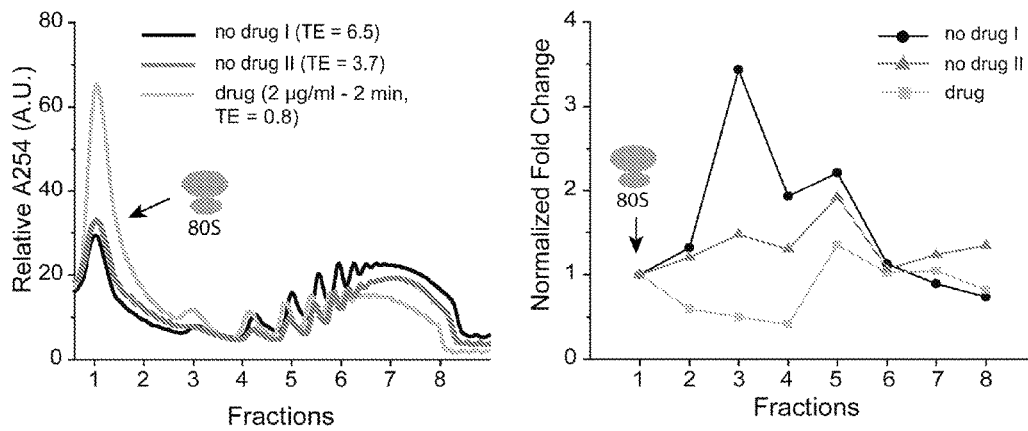 no drug I (TE = 6.5)
no drug II (TE = 3.7)
drug (2 µg/ml - 2 min,
TE = 0.8)
80S
Relative A254 (A.U.)
80
60
40
20
0
1 2 3 4 5 6 7 8
Fractions
no drug I
no drug II
drug
80S
Normalized Fold Change
4
3
2
1
0
1 2 3 4 5 6 7 8
Fractions